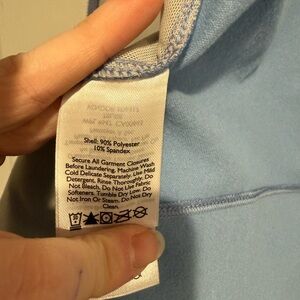 Shell: 90% Polyester
10% Spandex
Secure All Garment Closures
Before Laundering. Machine Wash
Cold Delicate Separately. Use Mild
Detergent. Rinse Thoroughly. Do
Not Bleach. Do Not Use Fabric
Softeners. Tumble Dry Low. Do
Not Iron Or Steam. Do Not Dry
Clean.